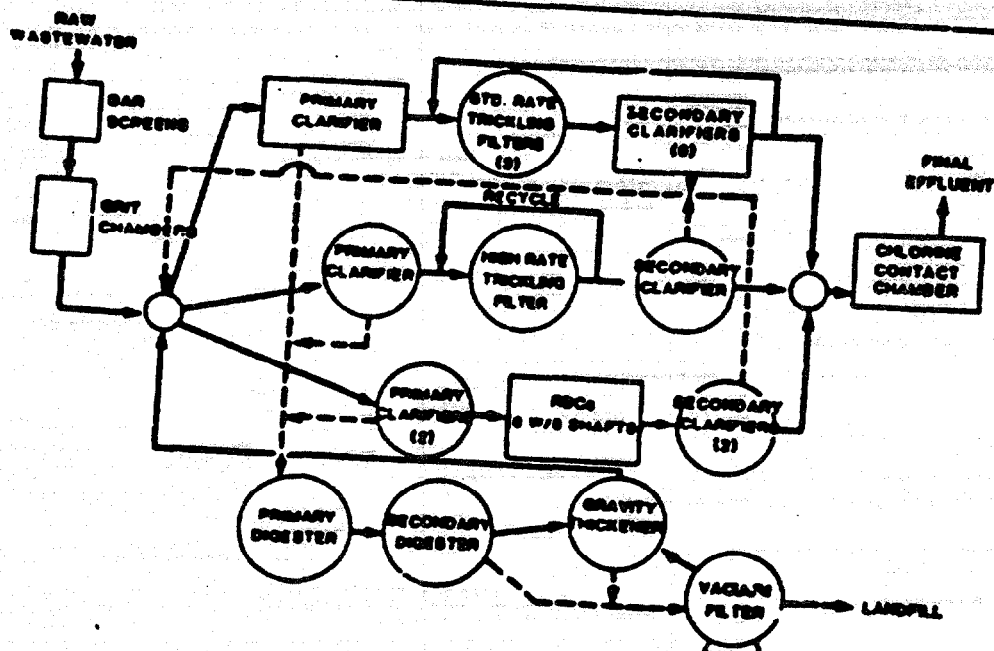 RAW
WASTEWATER
BAR
SCREENS
GRIT
CHAMBERS
PRIMARY
CLARIFIER
STD. RATE
TRICKLING
FILTERS
(9)
SECONDARY
CLARIFIERS
(6)
FINAL
EFFLUENT
RECYCLE
PRIMARY
CLARIFIER
HIGH RATE
TRICKLING
FILTER
SECONDARY
CLARIFIER
CHLORINE
CONTACT
CHAMBER
PRIMARY
CLARIFIERS
(2)
RBCs
SHAFTS
SECONDARY
CLARIFIERS
(2)
PRIMARY
DIGESTER
SECONDARY
DIGESTER
GRAVITY
THICKENER
VACUUM
FILTER
LANDFILL